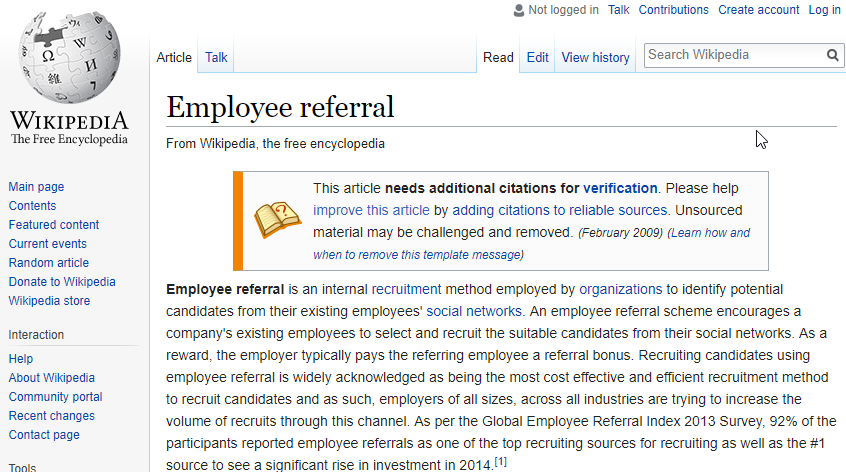 Not logged in Talk Contributions Create account Log in
Article Talk Read Edit View history Search Wikipedia
WIKIPEDIA
The Free Encyclopedia
Employee referral
From Wikipedia, the free encyclopedia
This article needs additional citations for verification. Please help
improve this article by adding citations to reliable sources. Unsourced
material may be challenged and removed. (February 2009) (Learn how and
when to remove this template message)
Employee referral is an internal recruitment method employed by organizations to identify potential
candidates from their existing employees' social networks. An employee referral scheme encourages a
company's existing employees to select and recruit the suitable candidates from their social networks. As a
reward, the employer typically pays the referring employee a referral bonus. Recruiting candidates using
employee referral is widely acknowledged as being the most cost effective and efficient recruitment method
to recruit candidates and as such, employers of all sizes, across all industries are trying to increase the
volume of recruits through this channel. As per the Global Employee Referral Index 2013 Survey, 92% of the
participants reported employee referrals as one of the top recruiting sources for recruiting as well as the #1
source to see a significant rise in investment in 2014.[1]
Main page
Contents
Featured content
Current events
Random article
Donate to Wikipedia
Wikipedia store
Interaction
Help
About Wikipedia
Community portal
Recent changes
Contact page
Tools